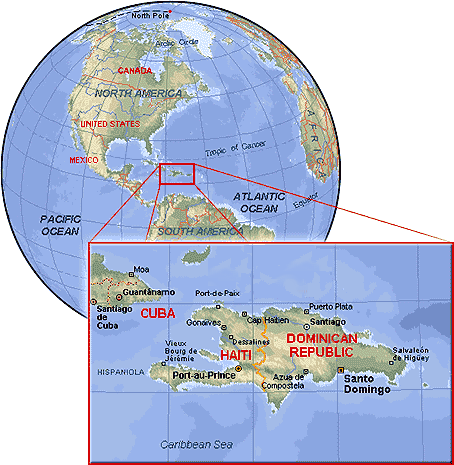 North Pole
Arctic Circle
CANADA
NORTH AMERICA
UNITED STATES
MEXICO
Tropic of Cancer
AFRICA
ATLANTIC
OCEAN
Equator
PACIFIC
OCEAN
SOUTH AMERICA
Moa
Guantánamo
Santiago
de
Cuba
CUBA
Port-de-Paix
Cap Haïtien
Puerto Plata
Gonaïves
Santiago
Dessalines
DOMINICAN
REPUBLIC
HAITI
Vieux
Bourg de
Jérémie
Salvaleón
de Higüey
HISPANIOLA
Port-au-Prince
Azua de
Compostela
Santo
Domingo
Caribbean Sea